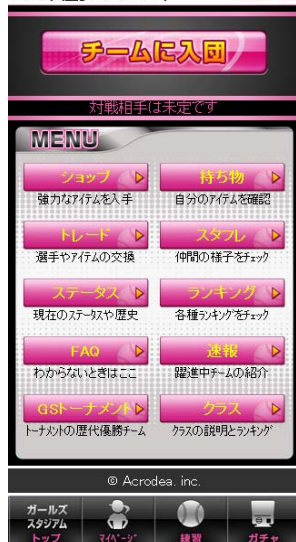 チームに入団
対戦相手は未定です
MENU
ショップ 持ち物
強力なアイテムを入手 自分のアイテムを確認
トレード スタフレ
選手やアイテムの交換 仲間の様子をチェック
ステータス ランキング
現在のステータスや歴史 各種ランキングをチェック
FAQ 速報
わからないときはここ 躍進中チームの紹介
GSトーナメント クラス
トーナメントの歴代優勝チーム クラスの説明とランキング
© Acrodea. inc.
ガールズ
スタジアム
トップ マイページ 練習 ガチャ